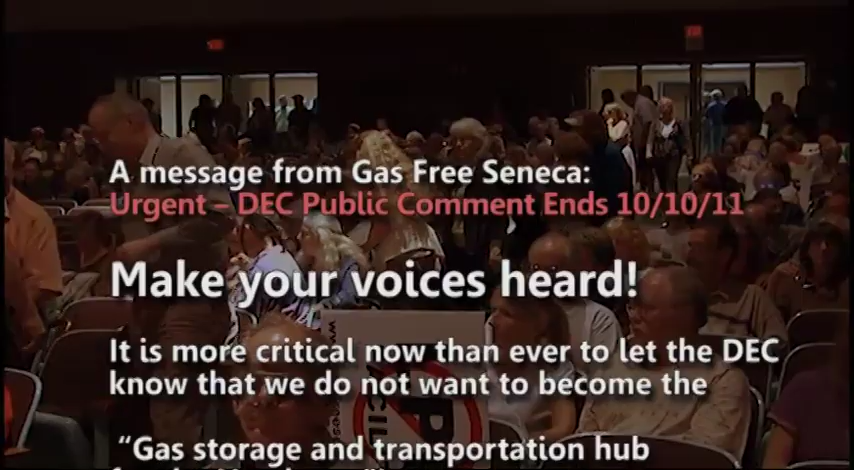 A message from Gas Free Seneca:
Urgent – DEC Public Comment Ends 10/10/11
Make your voices heard!
It is more critical now than ever to let the DEC
know that we do not want to become the
“Gas storage and transportation hub